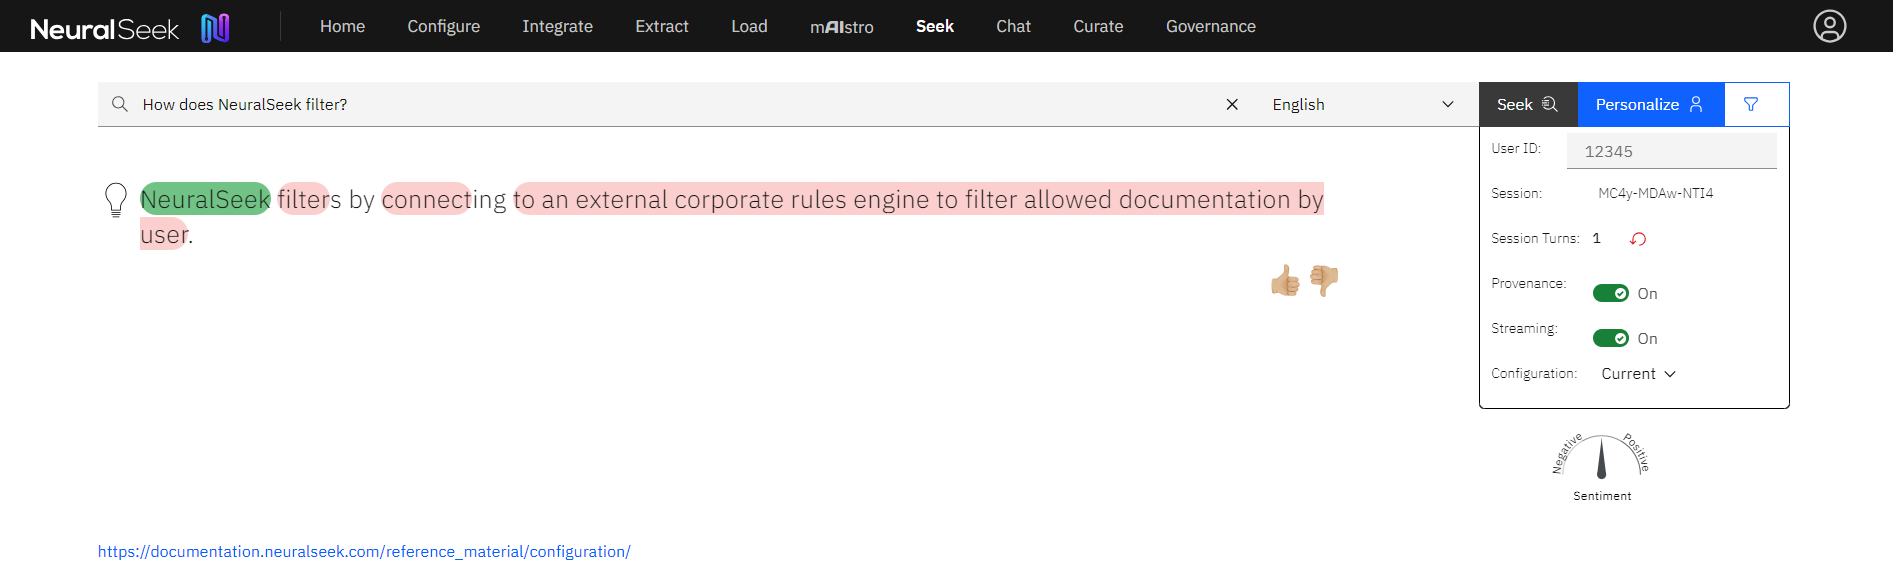 NeuralSeek Home Configure Integrate Extract Load mAIstro Seek Chat Curate Governance
How does NeuralSeek filter? English Seek Personalize
NeuralSeek filters by connecting to an external corporate rules engine to filter allowed documentation by
user.
User ID: 12345
Session: MC4y-MDAw-NTI4
Session Turns: 1
Provenance: On
Streaming: On
Configuration: Current
Negative Positive
Sentiment
https://documentation.neuralseek.com/reference_material/configuration/